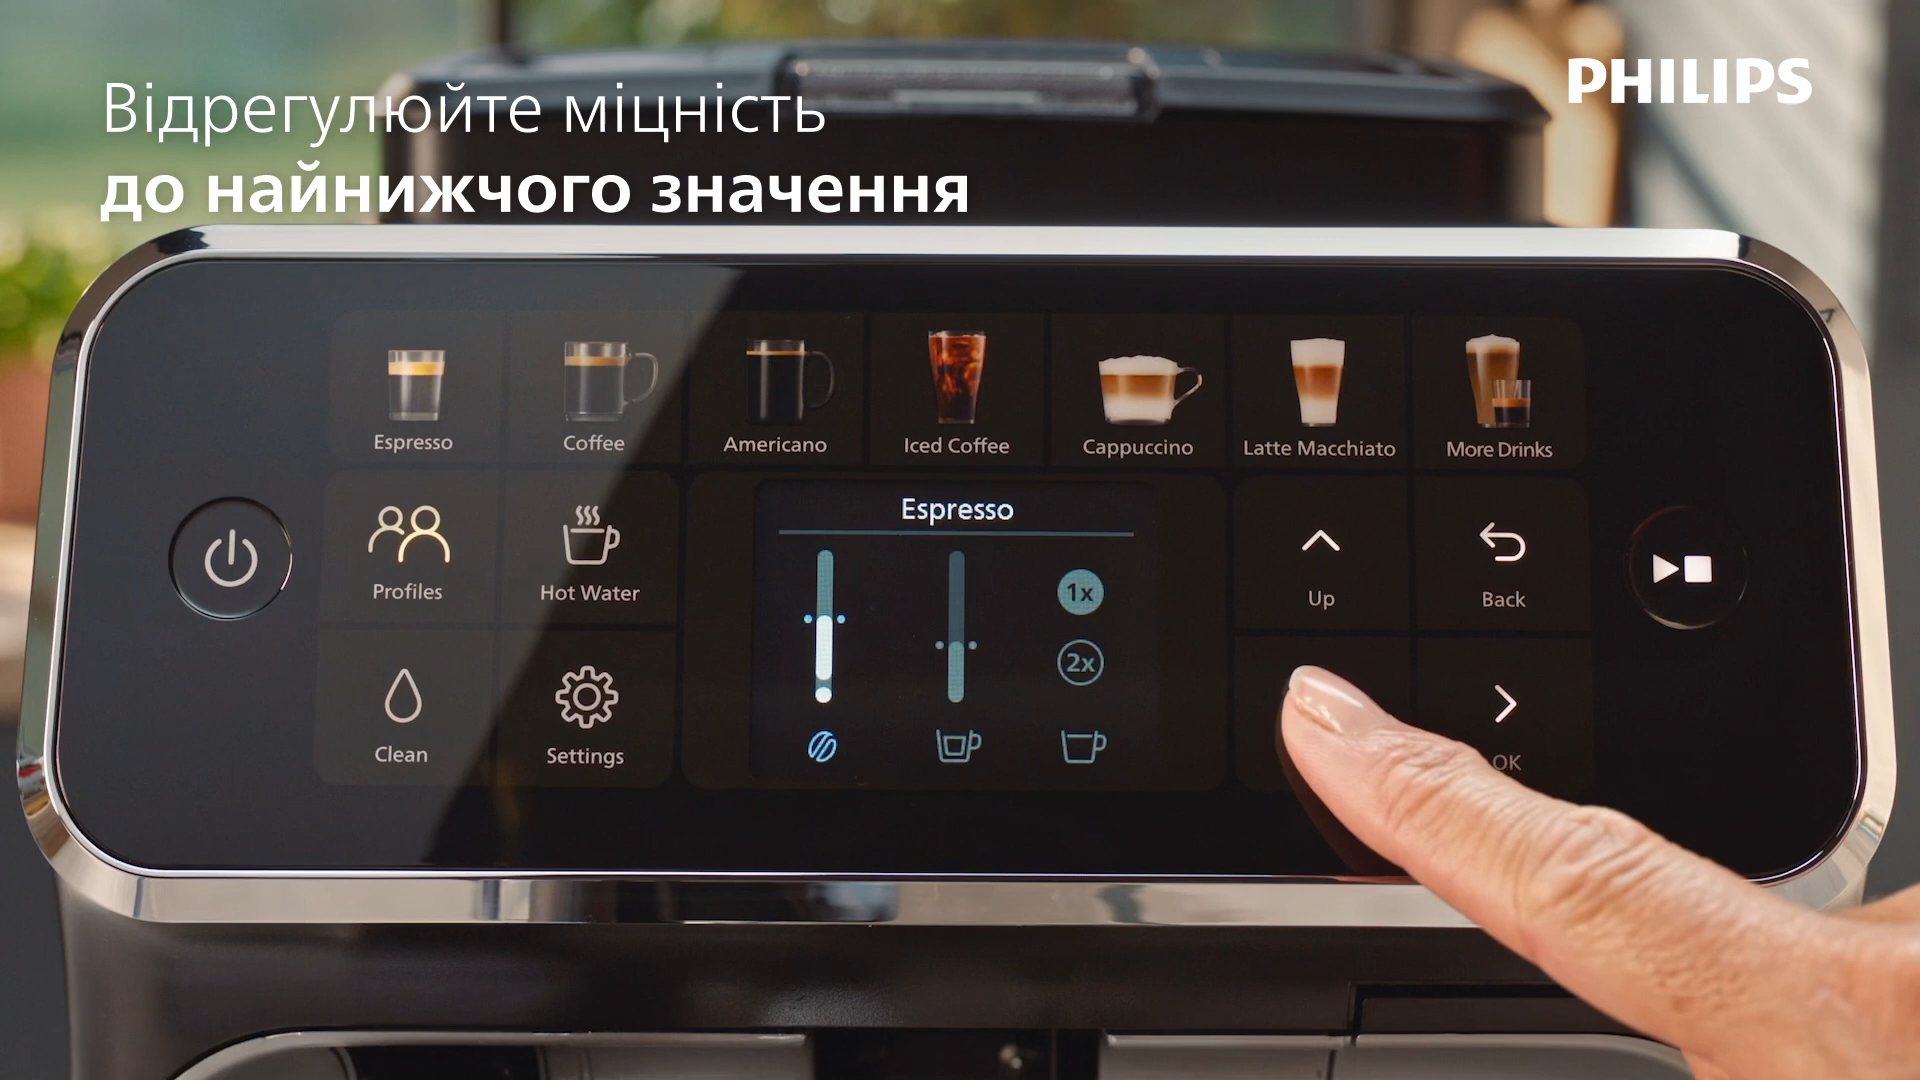 Відрегулюйте міцність
до найнижчого значення
PHILIPS
Espresso
Coffee
Americano
Iced Coffee
Cappuccino
Latte Macchiato
More Drinks
Profiles
Hot Water
Espresso
1x
2x
Up
Back
Clean
Settings
OK